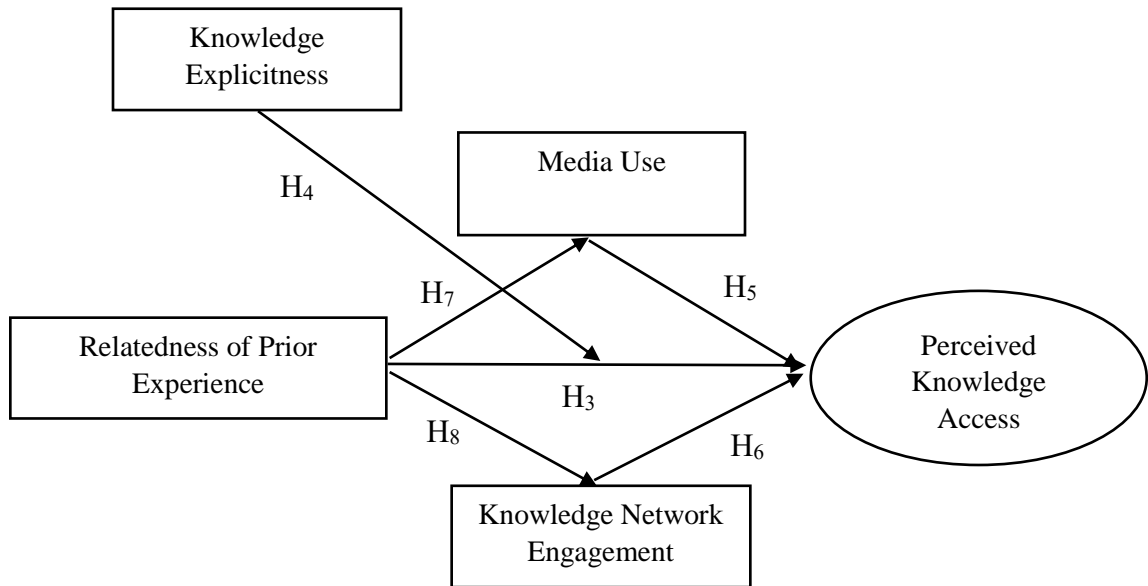 Knowledge
Explicitness
Media Use
H₄
H₇
H₅
Relatedness of Prior
Experience
Perceived
Knowledge
Access
H₃
H₈
H₆
Knowledge Network
Engagement